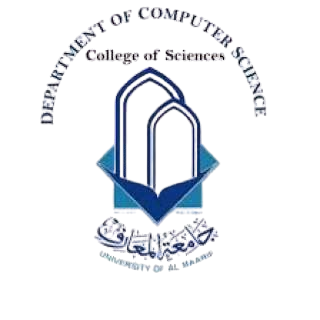 DEPARTMENT OF COMPUTER SCIENCE
College of Sciences
جامعة المعارف
UNIVERSITY OF AL MAARIF